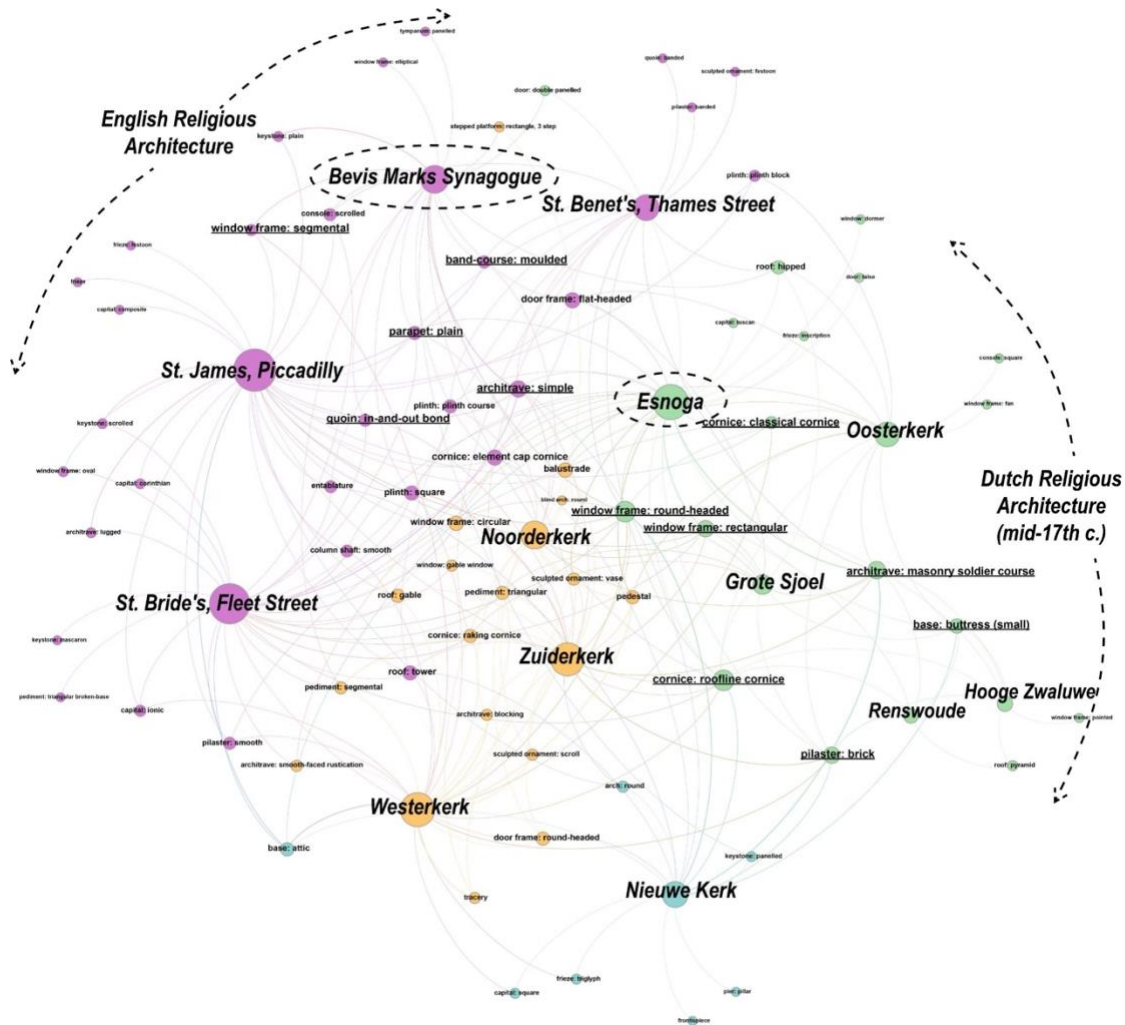 tympanum: panelled
window frame: elliptical
quoin: banded
sculpted ornament: festoon
door: double panelled
pilaster: banded
English Religious
Architecture
stepped platform: rectangle, 3 step
keystone: plain
Bevis Marks Synagogue
plinth: plinth block
St. Benet's, Thames Street
console: scrolled
window frame: segmental
window: dormer
frieze: festoon
band-course: moulded
roof: hipped
door: false
frieze
door frame: flat-headed
capital: composite
capital: tuscan
parapet: plain
frieze: inscription
St. James, Piccadilly
console: square
architrave: simple
Esnoga
plinth: plinth course
window frame: fan
quoin: in-and-out bond
cornice: classical cornice
keystone: scrolled
Oosterkerk
cornice: element cap cornice
balustrade
window frame: oval
capital: corinthian
entablature
plinth: square
blind arch: round
Dutch Religious
Architecture
(mid-17th c.)
window frame: round-headed
window frame: circular
window frame: rectangular
architrave: lugged
Noorderkerk
column shaft: smooth
window: gable window
architrave: masonry soldier course
sculpted ornament: vase
Grote Sjoel
St. Bride's, Fleet Street
roof: gable
pediment: triangular
pedestal
base: buttress (small)
keystone: mascaron
cornice: raking cornice
Zuiderkerk
roof: tower
cornice: roofline cornice
pediment: segmental
pediment: triangular broken-base
Hooge Zwaluwe
capital: ionic
architrave: blocking
Renswoude
window frame: painted
pilaster: smooth
sculpted ornament: scroll
pilaster: brick
architrave: smooth-faced rustication
roof: pyramid
arch: round
Westerkerk
door frame: round-headed
base: attic
keystone: panelled
Nieuwe Kerk
tracery
frieze: triglyph
capital: square
pier: pillar
frontispiece